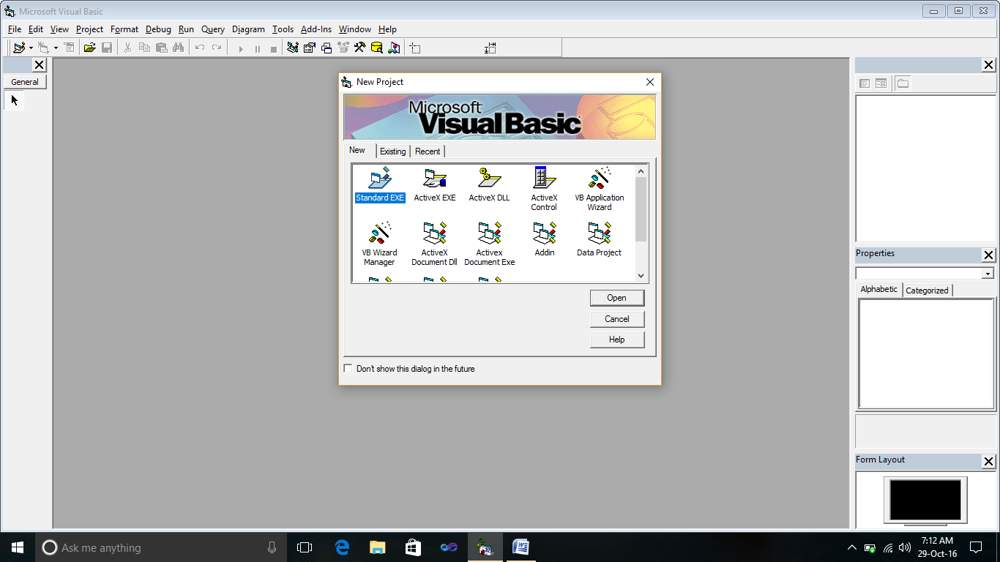 Microsoft Visual Basic
File Edit View Project Format Debug Run Query Diagram Tools Add-Ins Window Help
General
New Project
Microsoft
Visual Basic
New Existing Recent
Standard EXE
ActiveX EXE
ActiveX DLL
ActiveX
Control
VB Application
Wizard
VB Wizard
Manager
ActiveX
Document Dll
Activex
Document Exe
Addin
Data Project
Open
Cancel
Help
Don't show this dialog in the future
Properties
Alphabetic Categorized
Form Layout
Ask me anything
7:12 AM
29-Oct-16